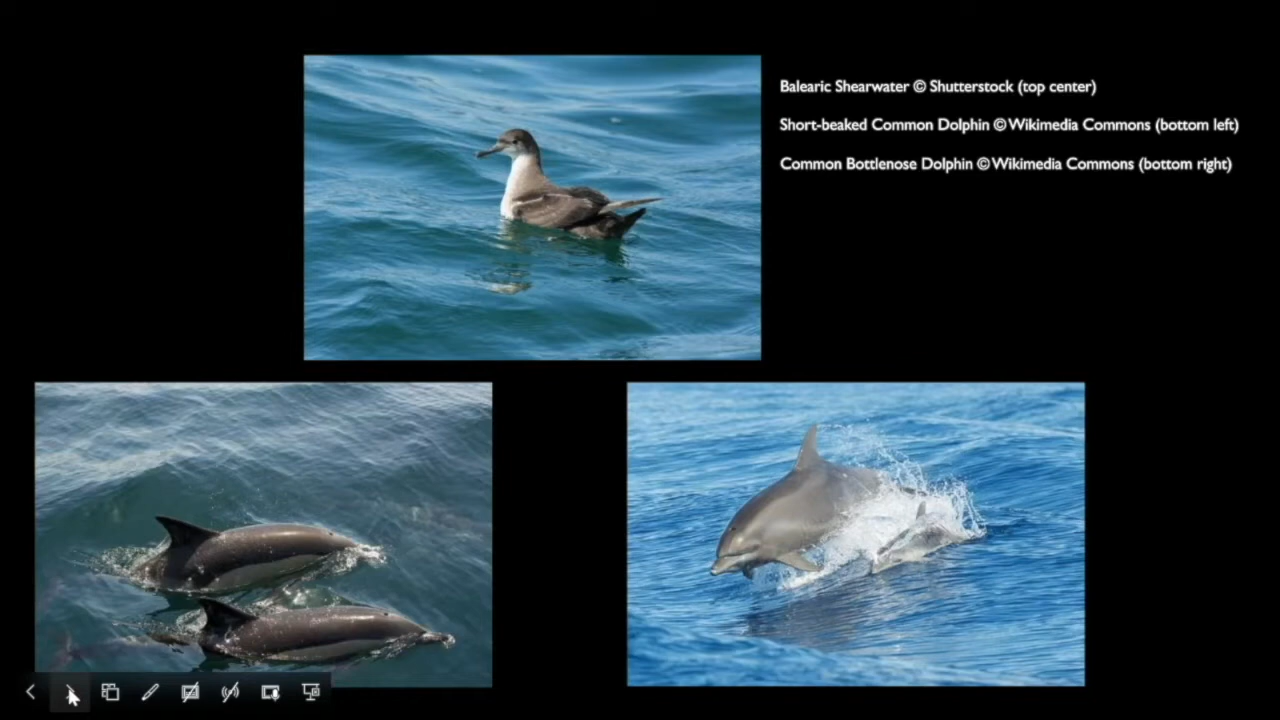 Balearic Shearwater © Shutterstock (top center)
Short-beaked Common Dolphin © Wikimedia Commons (bottom left)
Common Bottlenose Dolphin © Wikimedia Commons (bottom right)